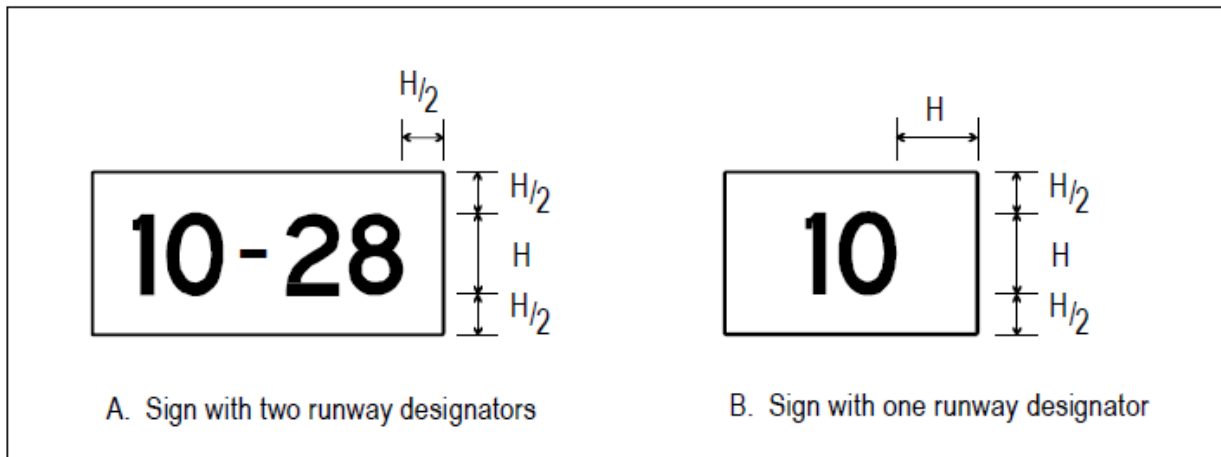 H/2
H
10-28
H/2
H
H/2
10
H/2
H
H/2
A. Sign with two runway designators
B. Sign with one runway designator